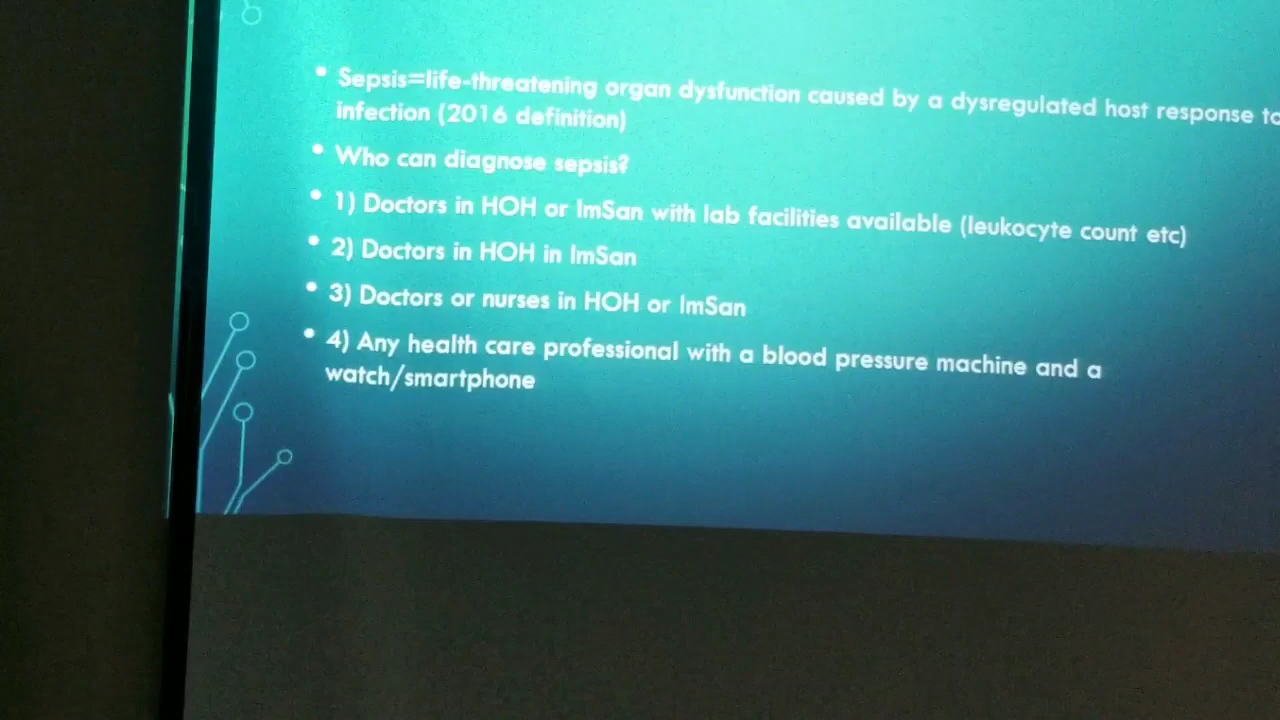 • Sepsis=life-threatening organ dysfunction caused by a dysregulated host response to
infection (2016 definition)
• Who can diagnose sepsis?
• 1) Doctors in HOH or ImSan with lab facilities available (leukocyte count etc)
• 2) Doctors in HOH in ImSan
• 3) Doctors or nurses in HOH or ImSan
• 4) Any health care professional with a blood pressure machine and a
watch/smartphone